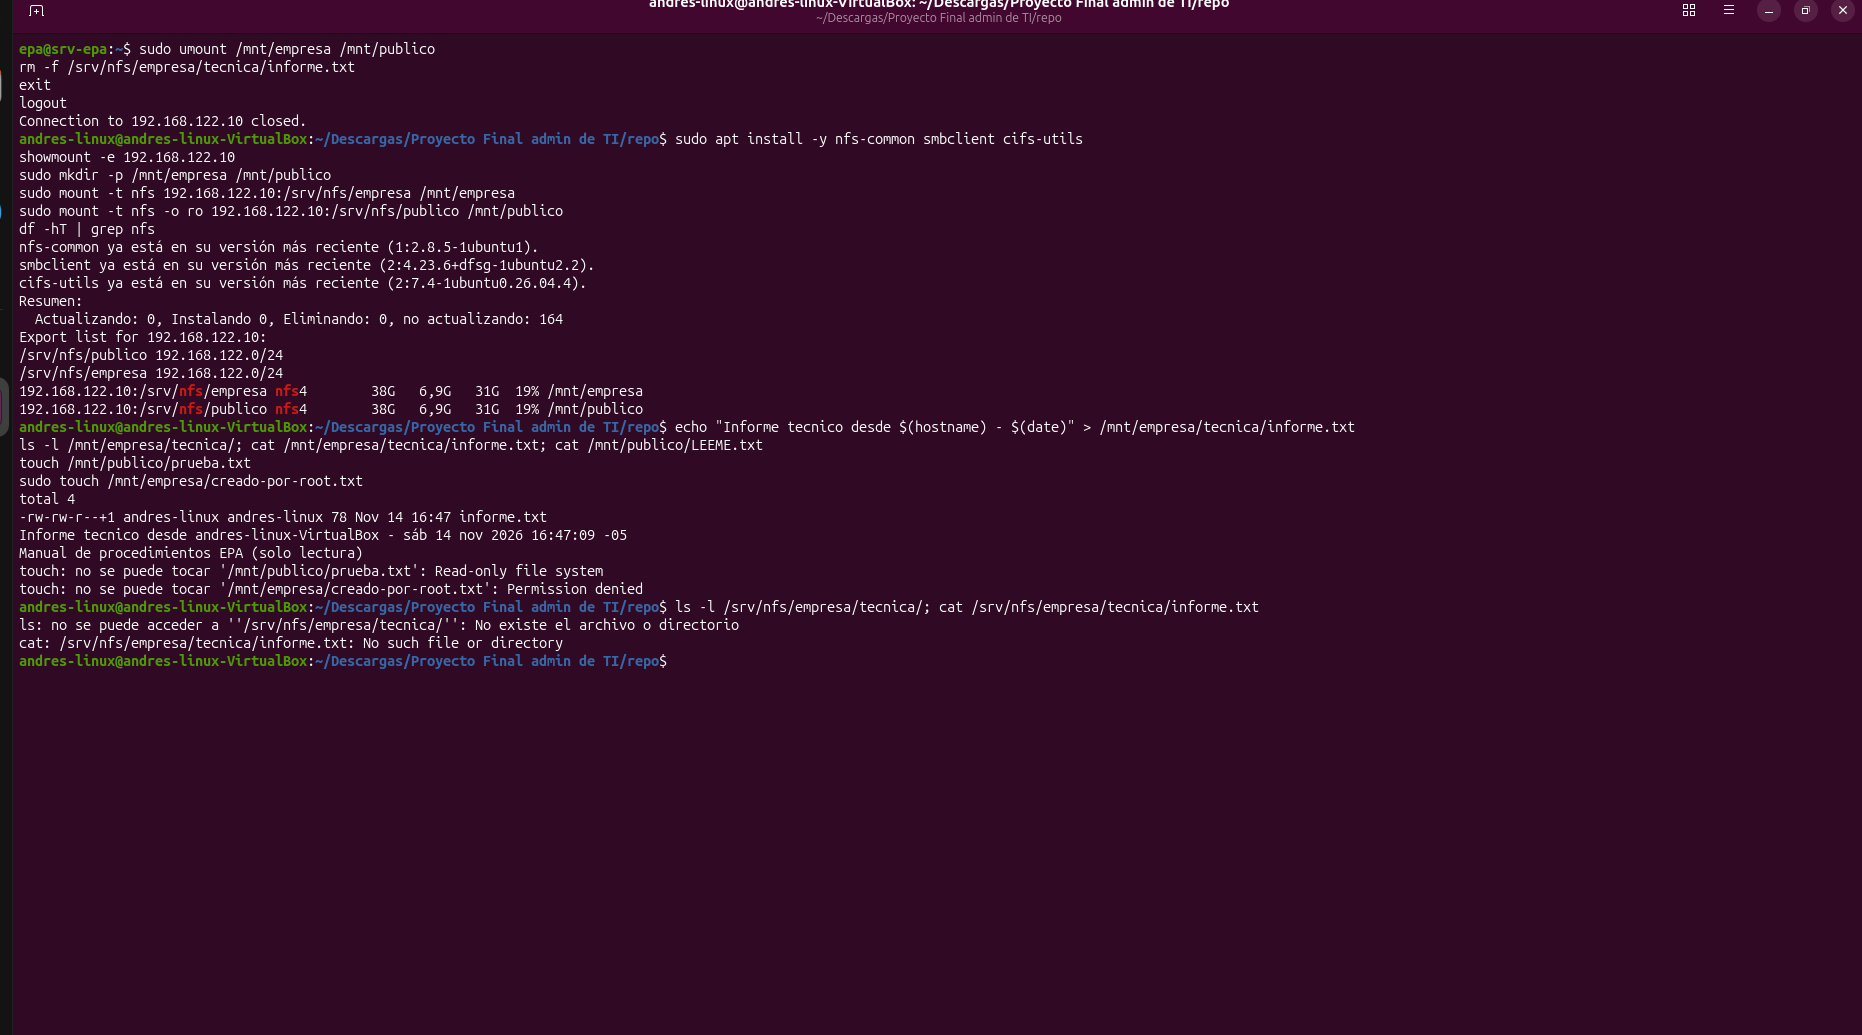 andres-linux@andres-linux-VirtualBox: ~/Descargas/Proyecto Final admin de TI/repo
~/Descargas/Proyecto Final admin de TI/repo
epa@srv-epa:~$ sudo umount /mnt/empresa /mnt/publico
rm -f /srv/nfs/empresa/tecnica/informe.txt
exit
logout
Connection to 192.168.122.10 closed.
andres-linux@andres-linux-VirtualBox:~/Descargas/Proyecto Final admin de TI/repo$ sudo apt install -y nfs-common smbclient cifs-utils
showmount -e 192.168.122.10
sudo mkdir -p /mnt/empresa /mnt/publico
sudo mount -t nfs 192.168.122.10:/srv/nfs/empresa /mnt/empresa
sudo mount -t nfs -o ro 192.168.122.10:/srv/nfs/publico /mnt/publico
df -hT | grep nfs
nfs-common ya está en su versión más reciente (1:2.8.5-1ubuntu1).
smbclient ya está en su versión más reciente (2:4.23.6+dfsg-1ubuntu2.2).
cifs-utils ya está en su versión más reciente (2:7.4-1ubuntu0.26.04.4).
Resumen:
  Actualizando: 0, Instalando 0, Eliminando: 0, no actualizando: 164
Export list for 192.168.122.10:
/srv/nfs/publico 192.168.122.0/24
/srv/nfs/empresa 192.168.122.0/24
192.168.122.10:/srv/nfs/empresa nfs4        38G   6,9G   31G  19% /mnt/empresa
192.168.122.10:/srv/nfs/publico nfs4        38G   6,9G   31G  19% /mnt/publico
andres-linux@andres-linux-VirtualBox:~/Descargas/Proyecto Final admin de TI/repo$ echo "Informe tecnico desde $(hostname) - $(date)" > /mnt/empresa/tecnica/informe.txt
ls -l /mnt/empresa/tecnica/; cat /mnt/empresa/tecnica/informe.txt; cat /mnt/publico/LEEME.txt
touch /mnt/publico/prueba.txt
sudo touch /mnt/empresa/creado-por-root.txt
total 4
-rw-rw-r--+1 andres-linux andres-linux 78 Nov 14 16:47 informe.txt
Informe tecnico desde andres-linux-VirtualBox - sáb 14 nov 2026 16:47:09 -05
Manual de procedimientos EPA (solo lectura)
touch: no se puede tocar '/mnt/publico/prueba.txt': Read-only file system
touch: no se puede tocar '/mnt/empresa/creado-por-root.txt': Permission denied
andres-linux@andres-linux-VirtualBox:~/Descargas/Proyecto Final admin de TI/repo$ ls -l /srv/nfs/empresa/tecnica/; cat /srv/nfs/empresa/tecnica/informe.txt
ls: no se puede acceder a ''/srv/nfs/empresa/tecnica/'': No existe el archivo o directorio
cat: /srv/nfs/empresa/tecnica/informe.txt: No such file or directory
andres-linux@andres-linux-VirtualBox:~/Descargas/Proyecto Final admin de TI/repo$